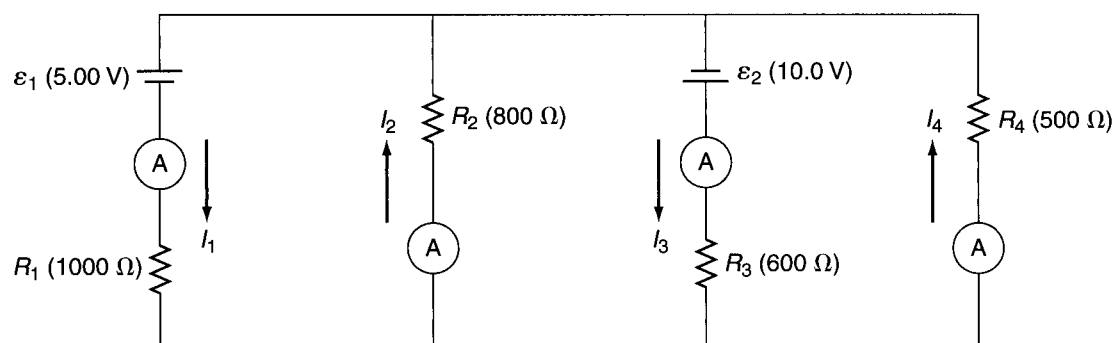 ε₁ (5.00 V)
A
I₁
R₁ (1000 Ω)
I₂
R₂ (800 Ω)
A
ε₂ (10.0 V)
A
I₃
R₃ (600 Ω)
I₄
R₄ (500 Ω)
A